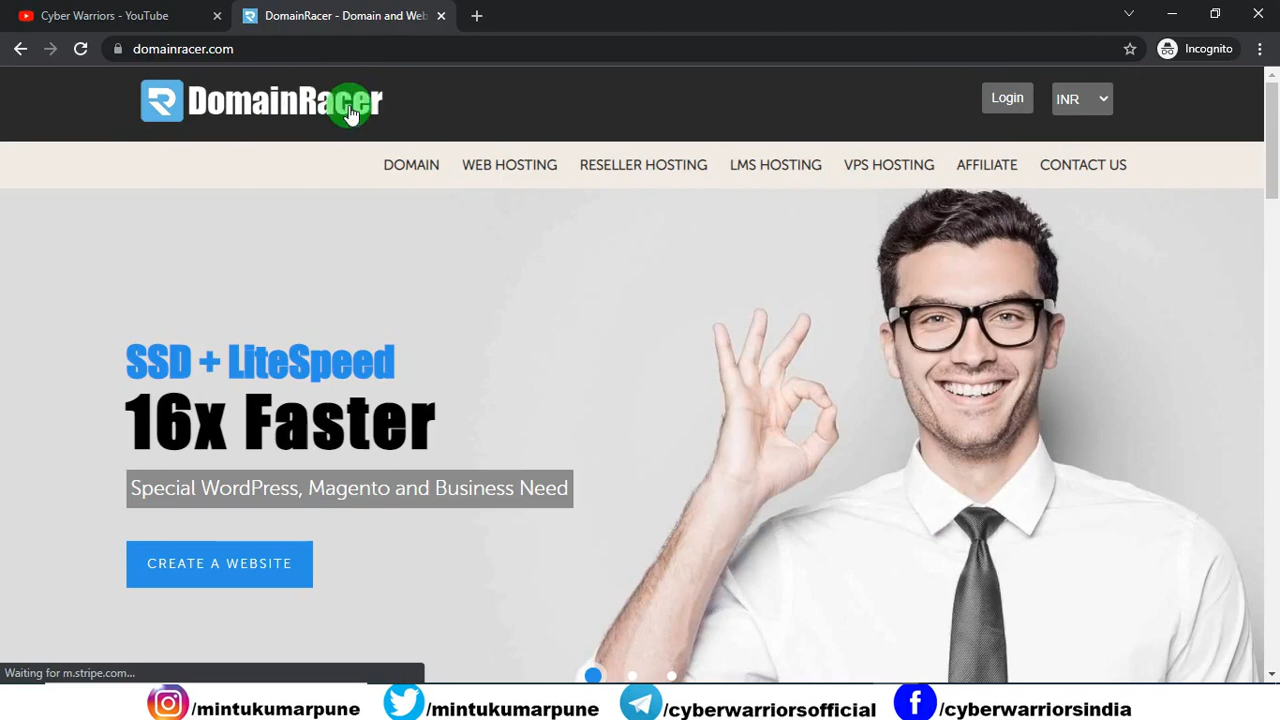 Cyber Warriors - YouTube
DomainRacer - Domain and Web
domainracer.com
Incognito
DomainRacer
Login
INR
DOMAIN WEB HOSTING RESELLER HOSTING LMS HOSTING VPS HOSTING AFFILIATE CONTACT US
SSD + LiteSpeed
16x Faster
Special WordPress, Magento and Business Need
CREATE A WEBSITE
Waiting for m.stripe.com...
/mintukumarpune /mintukumarpune /cyberwarriorsofficial /cyberwarriorsindia